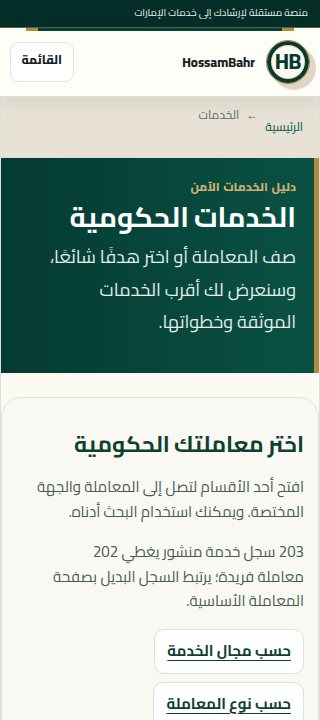 منصة مستقلة لإرشادك إلى خدمات الإمارات
HB HossamBahr
القائمة
الرئيسية ← الخدمات
دليل الخدمات الآمن
الخدمات الحكومية
صف المعاملة أو اختر هدفًا شائعًا،
وسنعرض لك أقرب الخدمات
الموثقة وخطواتها.
اختر معاملتك الحكومية
افتح أحد الأقسام لتصل إلى المعاملة والجهة
المختصة. ويمكنك استخدام البحث أدناه.
203 سجل خدمة منشور يغطي 202
معاملة فريدة؛ يرتبط السجل البديل بصفحة
المعاملة الأساسية.
حسب مجال الخدمة
حسب نوع المعاملة